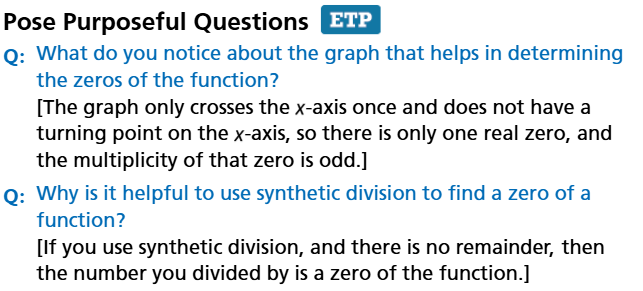 Pose Purposeful Questions ETP
Q: What do you notice about the graph that helps in determining
the zeros of the function?
[The graph only crosses the x-axis once and does not have a
turning point on the x-axis, so there is only one real zero, and
the multiplicity of that zero is odd.]
Q: Why is it helpful to use synthetic division to find a zero of a
function?
[If you use synthetic division, and there is no remainder, then
the number you divided by is a zero of the function.]